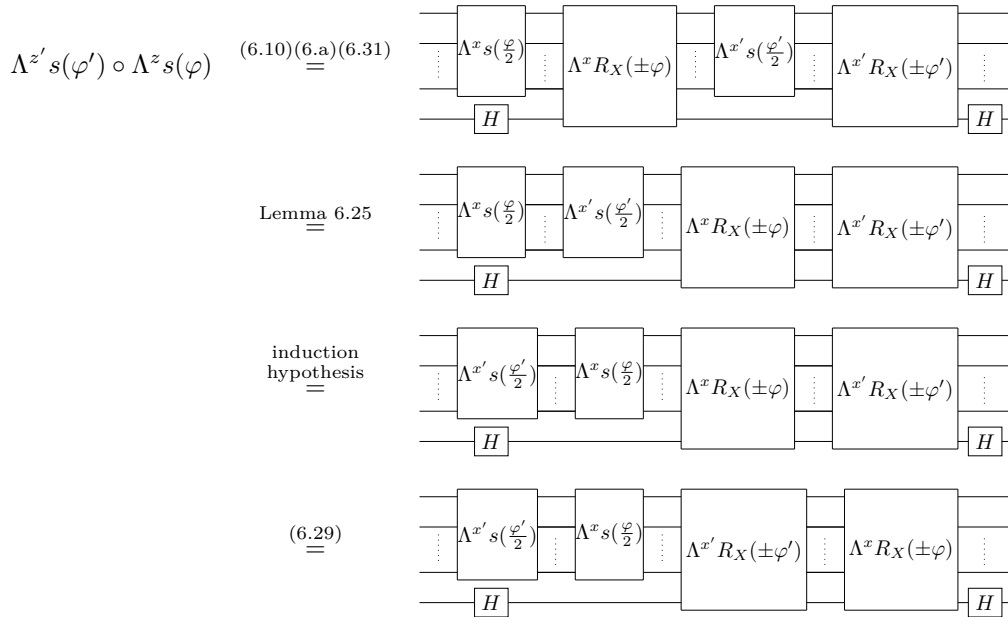 (6.10)(6.a)(6.31)
Λ^{z′} s(φ′) ∘ Λ^z s(φ) = Λ^x s(φ/2) Λ^x R_X(±φ) Λ^{x′} s(φ′/2) Λ^{x′} R_X(±φ′)
H H
Lemma 6.25
= Λ^x s(φ/2) Λ^{x′} s(φ′/2) Λ^x R_X(±φ) Λ^{x′} R_X(±φ′)
H H
induction
hypothesis
= Λ^{x′} s(φ′/2) Λ^x s(φ/2) Λ^x R_X(±φ) Λ^{x′} R_X(±φ′)
H H
(6.29)
= Λ^{x′} s(φ′/2) Λ^x s(φ/2) Λ^{x′} R_X(±φ′) Λ^x R_X(±φ)
H H